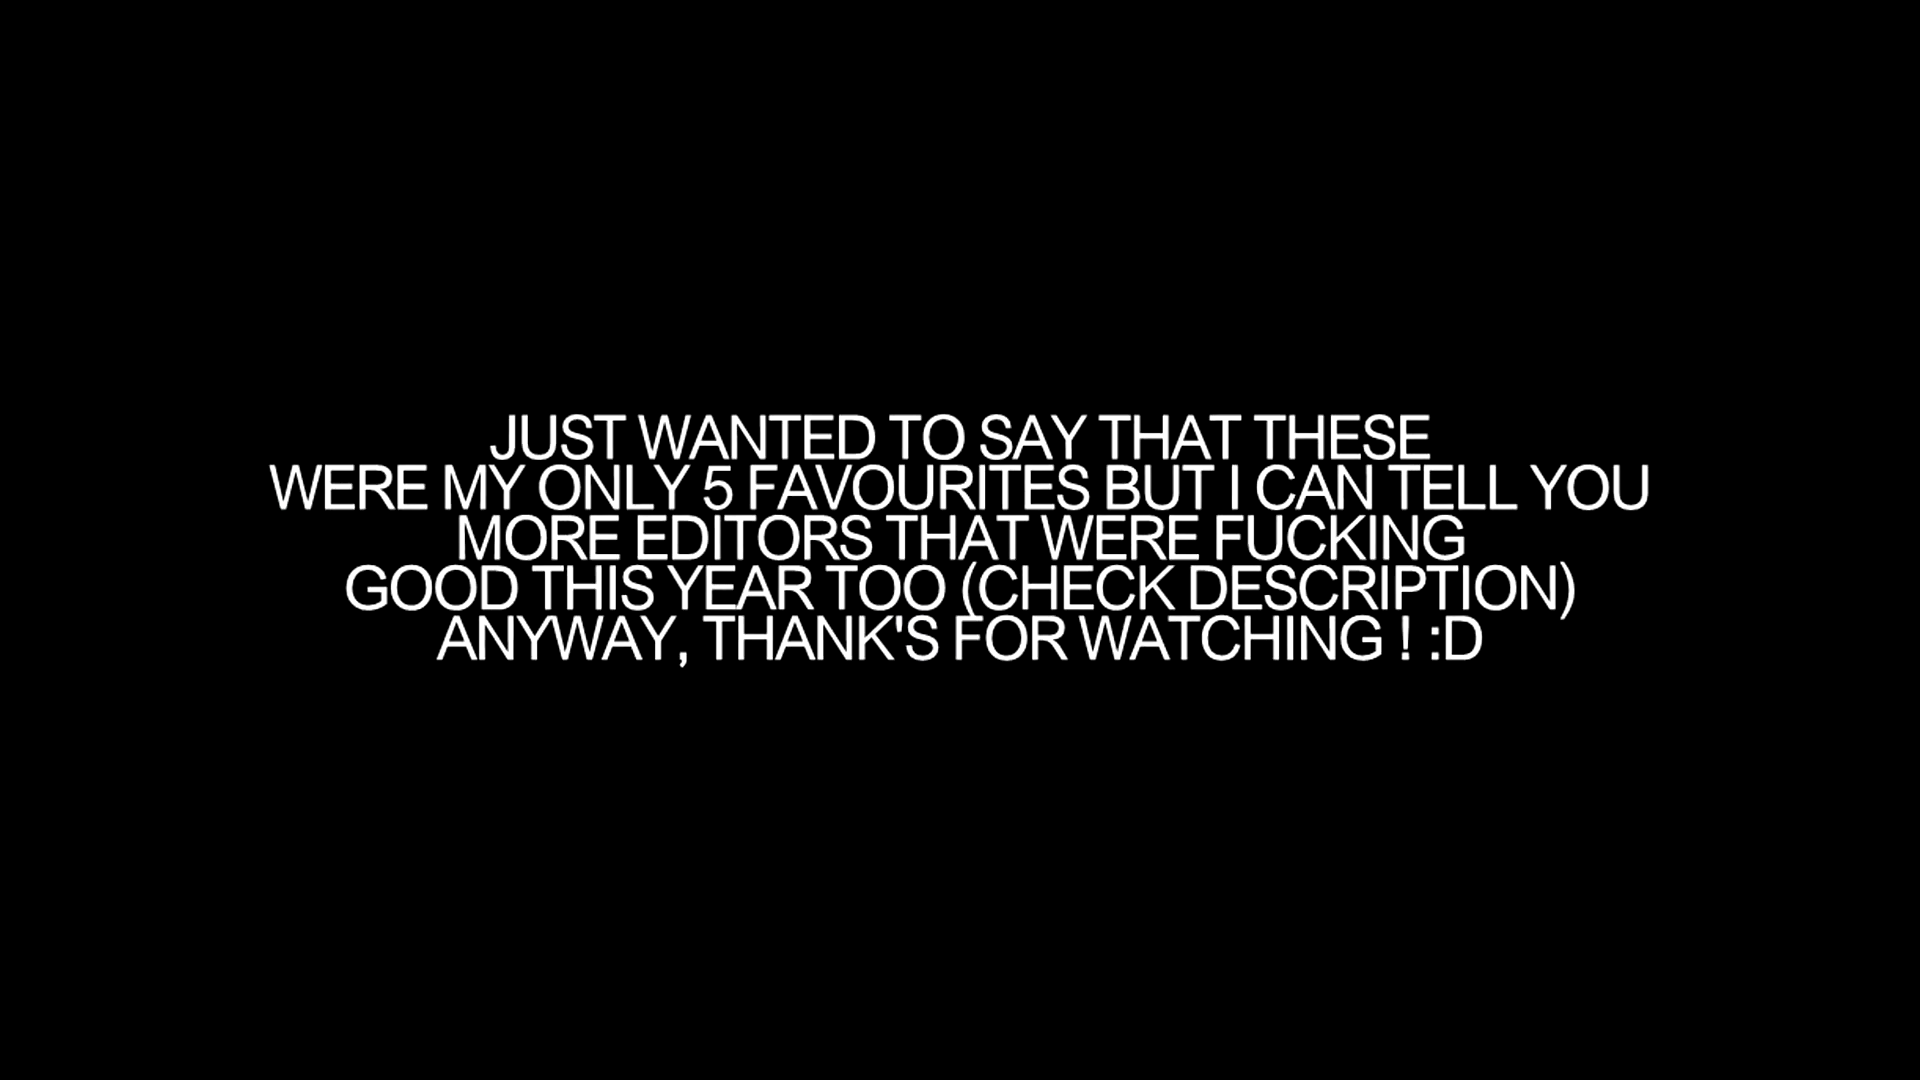 JUST WANTED TO SAY THAT THESE
WERE MY ONLY 5 FAVOURITES BUT I CAN TELL YOU
MORE EDITORS THAT WERE FUCKING
GOOD THIS YEAR TOO (CHECK DESCRIPTION)
ANYWAY, THANK'S FOR WATCHING ! :D